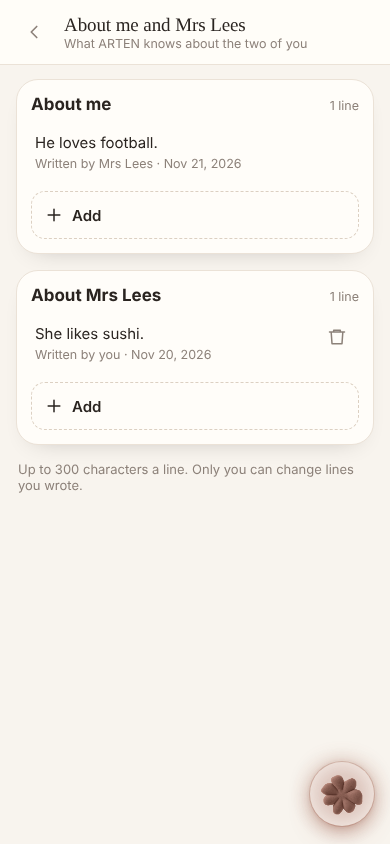 About me and Mrs Lees
What ARTEN knows about the two of you
About me
1 line
He loves football.
Written by Mrs Lees · Nov 21, 2026
Add
About Mrs Lees
1 line
She likes sushi.
Written by you · Nov 20, 2026
Add
Up to 300 characters a line. Only you can change lines
you wrote.